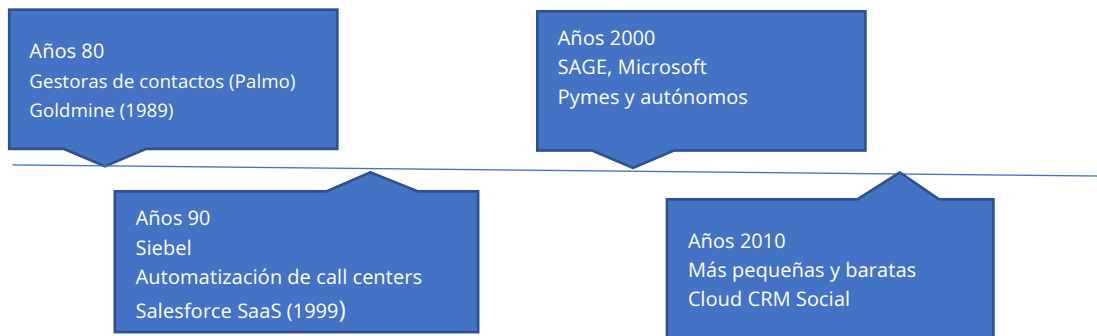 Años 80
Gestoras de contactos (Palmo)
Goldmine (1989)
Años 90
Siebel
Automatización de call centers
Salesforce SaaS (1999)
Años 2000
SAGE, Microsoft
Pymes y autónomos
Años 2010
Más pequeñas y baratas
Cloud CRM Social